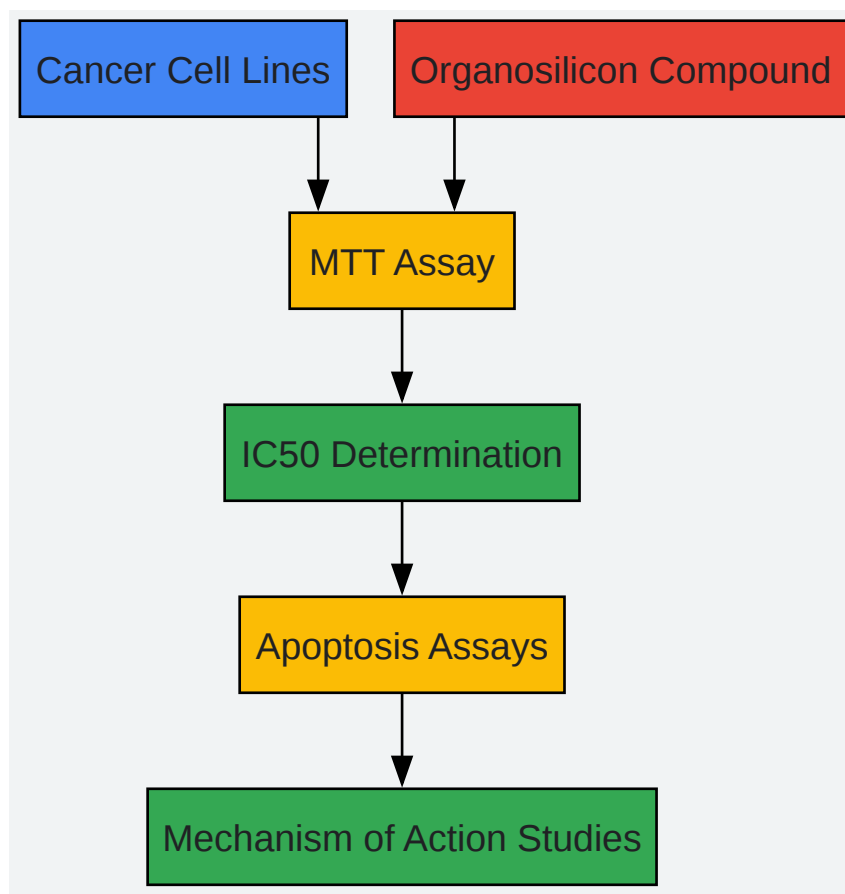 Cancer Cell Lines
Organosilicon Compound
MTT Assay
IC50 Determination
Apoptosis Assays
Mechanism of Action Studies